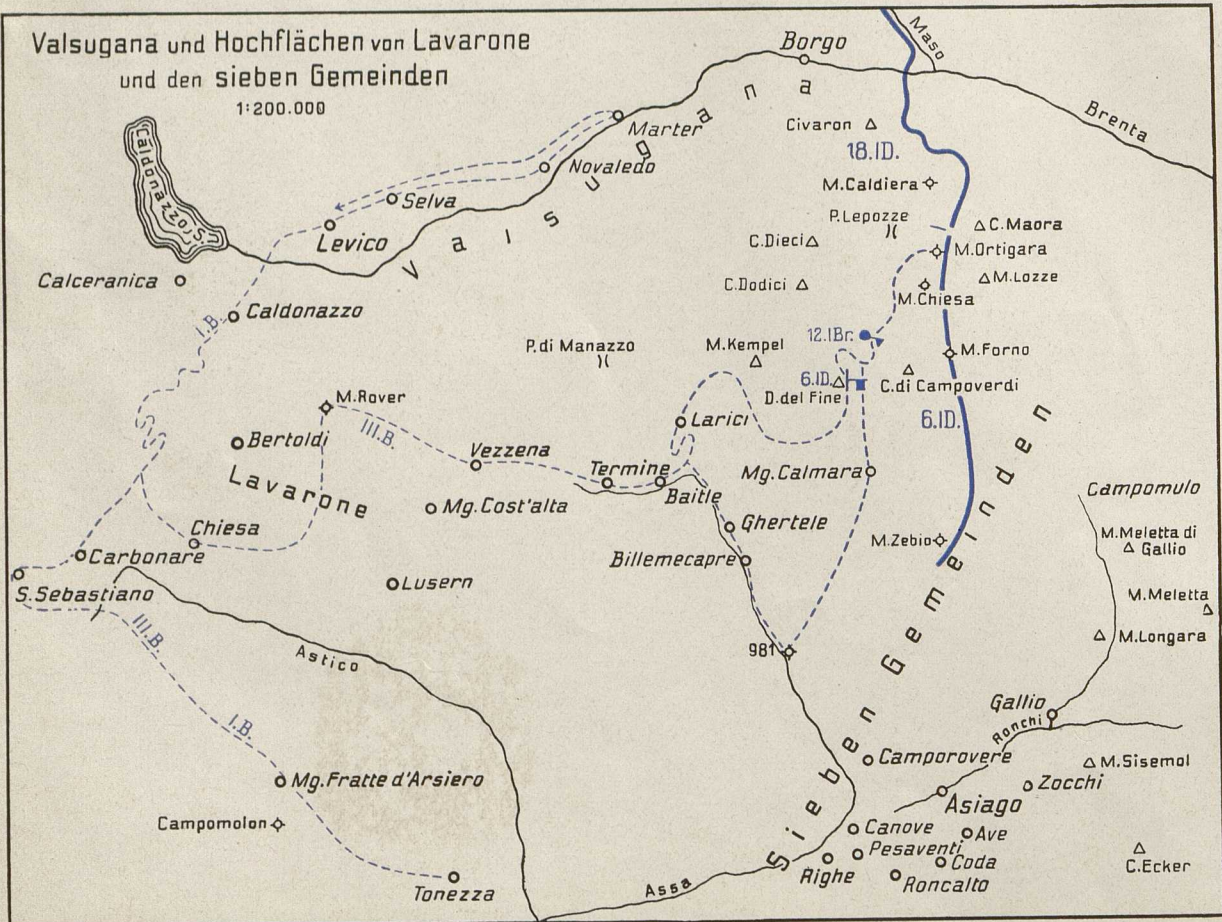 Valsugana und Hochflächen von Lavarone
und den sieben Gemeinden
1:200.000
Borgo
Maso
Brenta
Civaron
18.ID.
Marter
Novaledo
Valsugana
Caldonazzo,S.
Selva
Levico
M.Caldiera
P.Lepozze
C.Maora
C.Dieci
M.Ortigara
Calceranica
C.Dodici
M.Lozze
M.Chiesa
I.B.
Caldonazzo
12.IBr.
P.di Manazzo
M.Kempel
M.Forno
6.ID.
D.del Fine
C.di Campoverdi
M.Rover
6.ID.
Larici
III.B.
Bertoldi
Vezzena
Lavarone
Termine
Baitle
Mg.Calmara
Mg.Cost'alta
Campomulo
Chiesa
Ghertele
M.Zebio
M.Meletta di
Gallio
Carbonare
Billemecapre
S.Sebastiano
Lusern
M.Meletta
III.B.
M.Longara
981
Astico
Sieben Gemeinden
Gallio
I.B.
Ronchi
Camporovere
M.Sisemol
Mg.Fratte d'Arsiero
Zocchi
Asiago
Campomolon
Canove
Ave
Pesaventi
Righe
Coda
C.Ecker
Roncalto
Tonezza
Assa